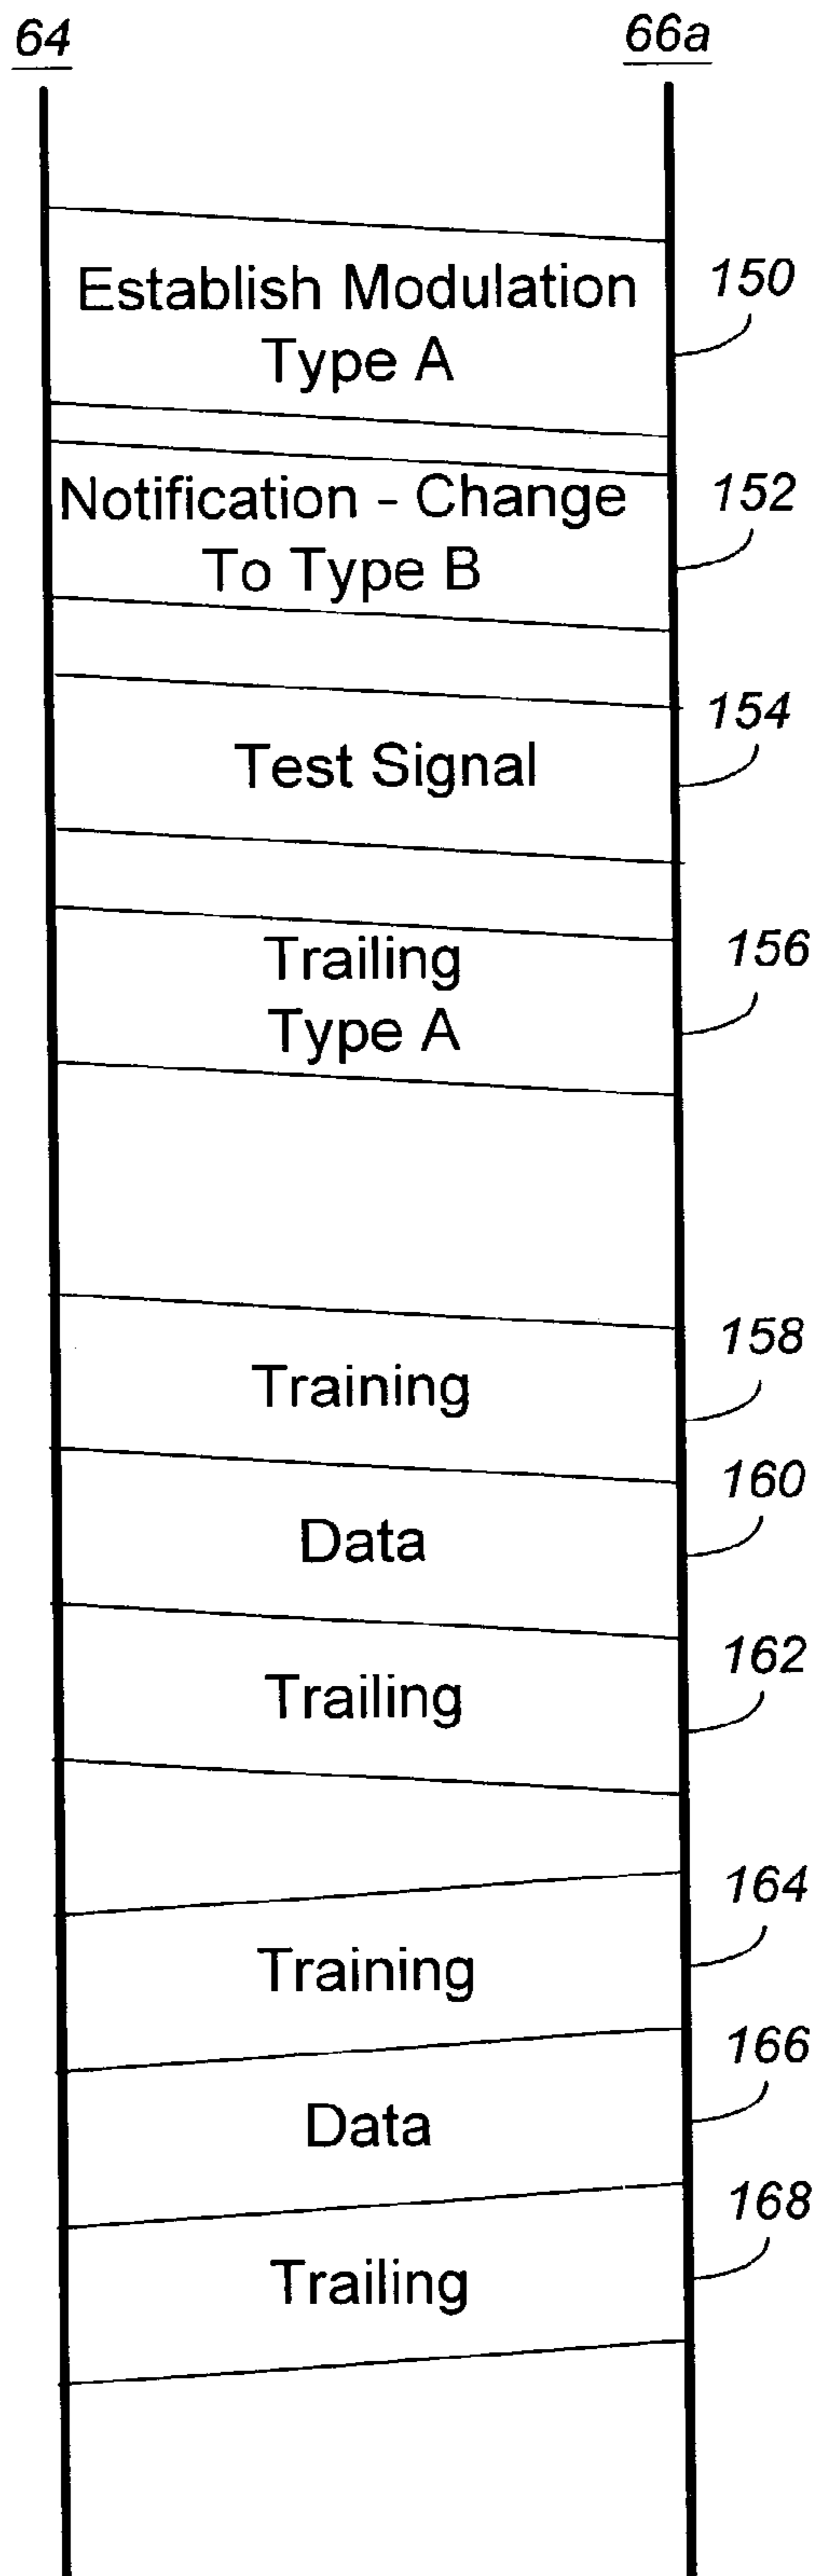 64 66a
Establish Modulation
Type A
150
Notification - Change
To Type B
152
Test Signal
154
Trailing
Type A
156
Training
158
Data
160
Trailing
162
Training
164
Data
166
Trailing
168